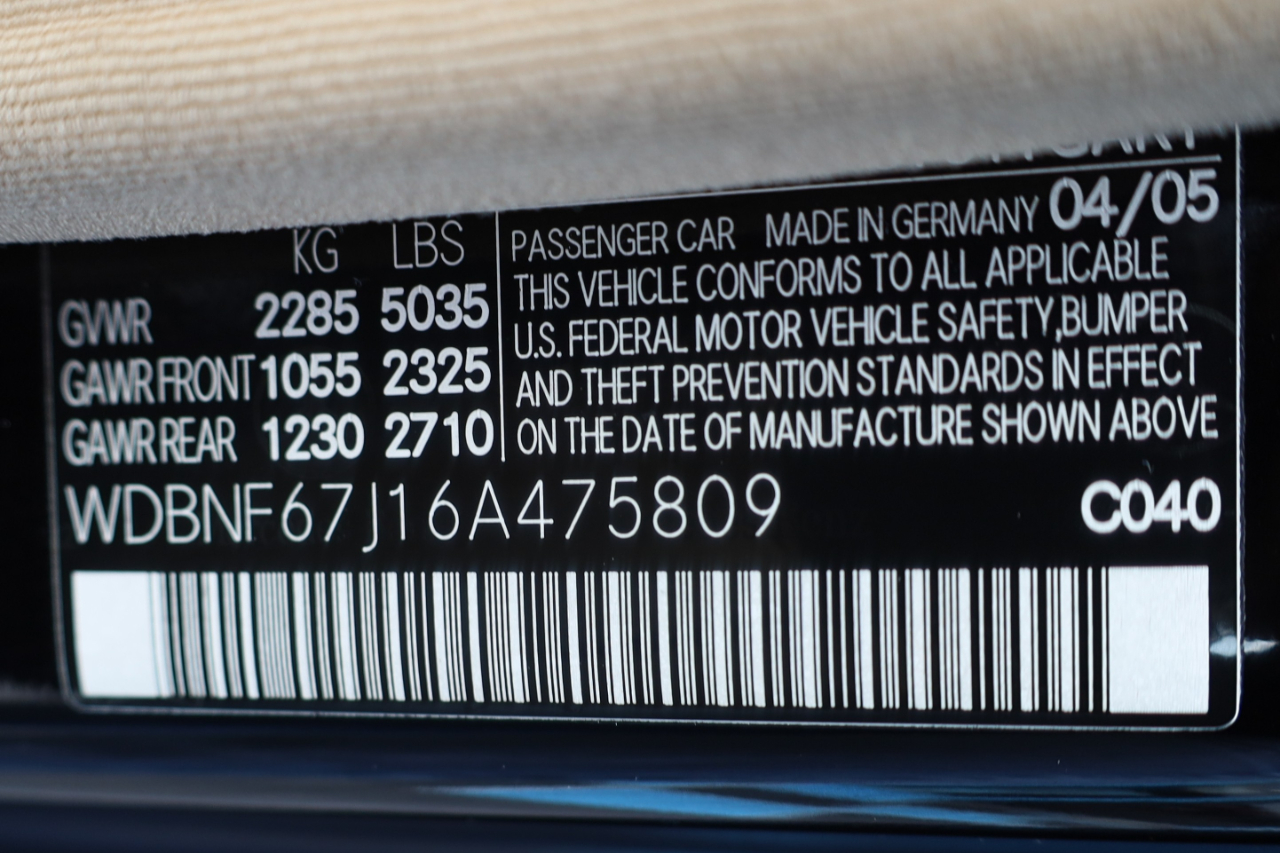 KG LBS
GVWR 2285 5035
GAWR FRONT 1055 2325
GAWR REAR 1230 2710
PASSENGER CAR MADE IN GERMANY 04/05
THIS VEHICLE CONFORMS TO ALL APPLICABLE
U.S. FEDERAL MOTOR VEHICLE SAFETY,BUMPER
AND THEFT PREVENTION STANDARDS IN EFFECT
ON THE DATE OF MANUFACTURE SHOWN ABOVE
WDBNF67J16A475809 C040